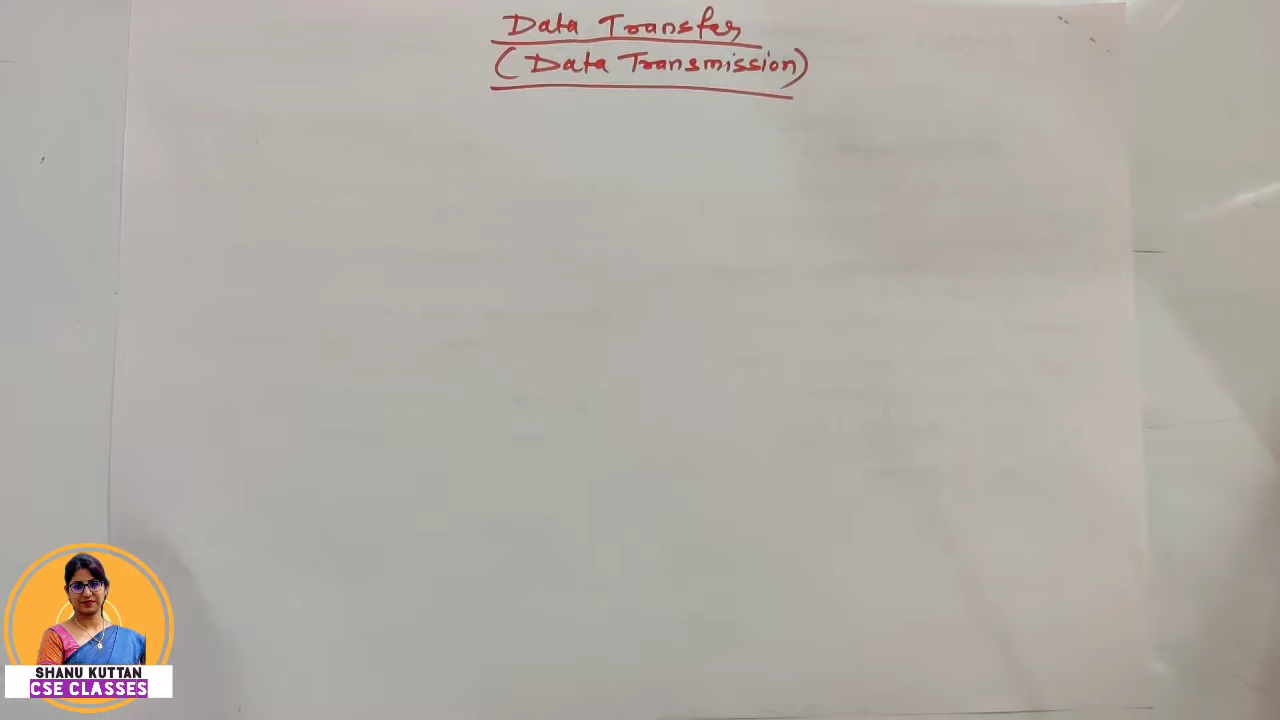 Data Transfer
(Data Transmission)
SHANU KUTTAN
CSE CLASSES